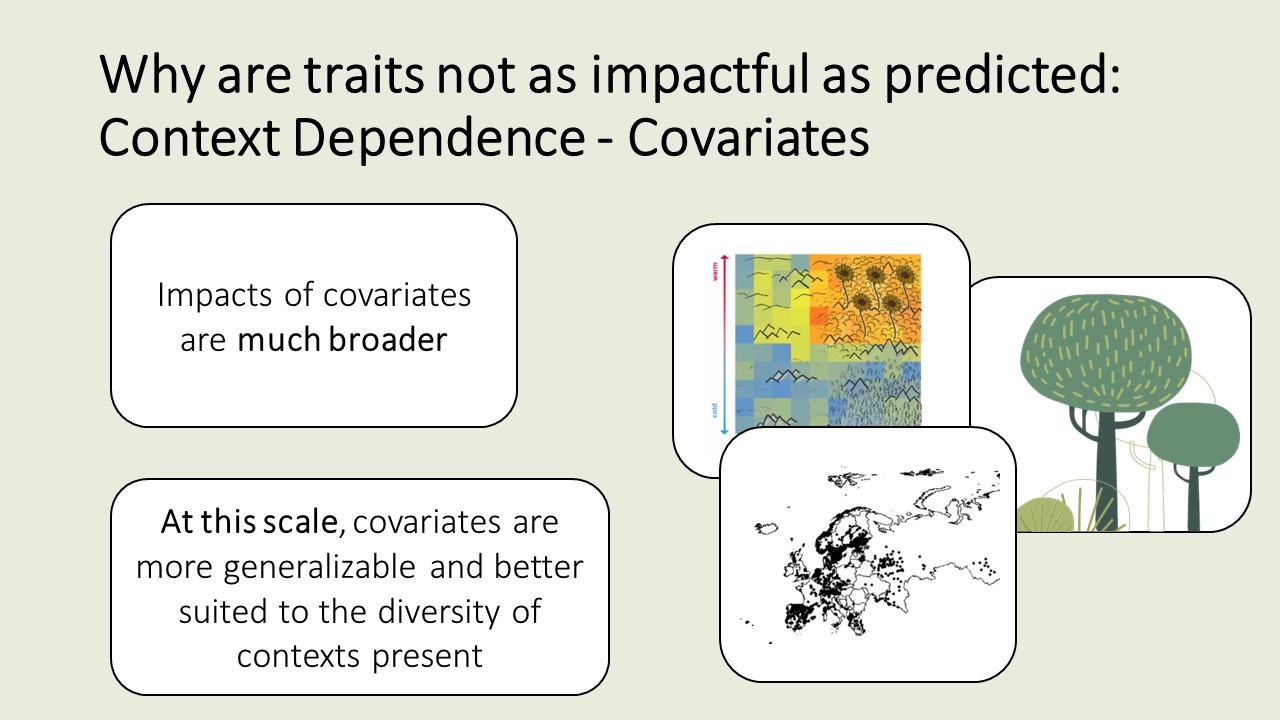 Why are traits not as impactful as predicted:
Context Dependence - Covariates
Impacts of covariates
are much broader
At this scale, covariates are
more generalizable and better
suited to the diversity of
contexts present
warm
cold